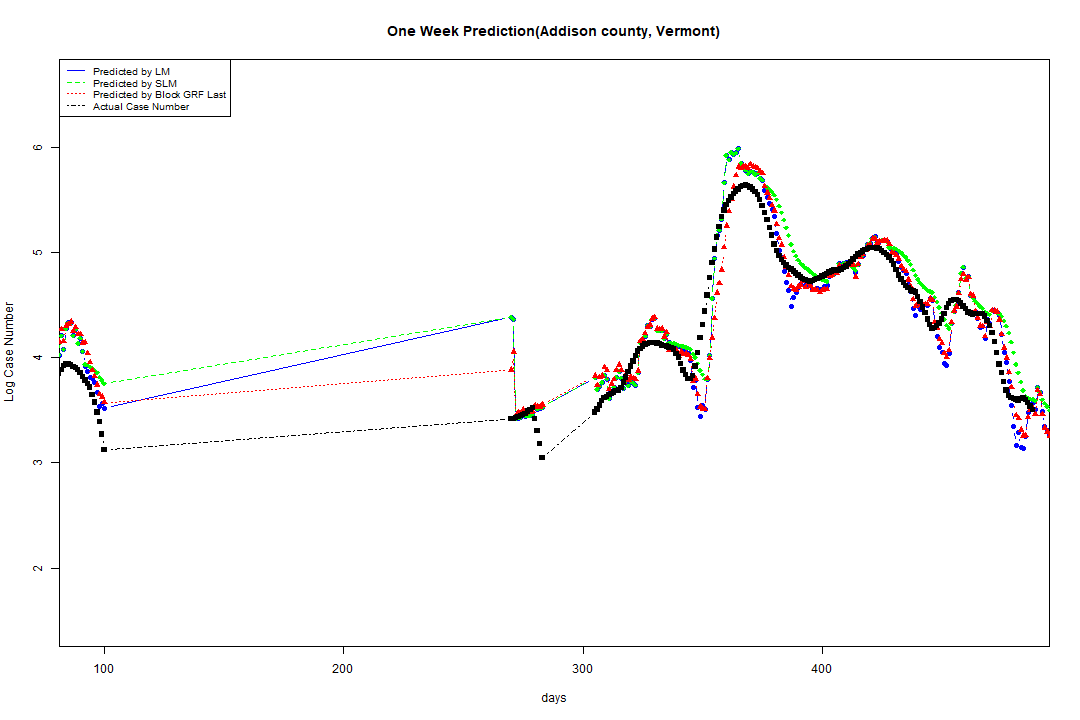 One Week Prediction(Addison county, Vermont)
Predicted by LM
Predicted by SLM
Predicted by Block GRF Last
Actual Case Number
6
5
4
3
2
Log Case Number
100 200 300 400
days